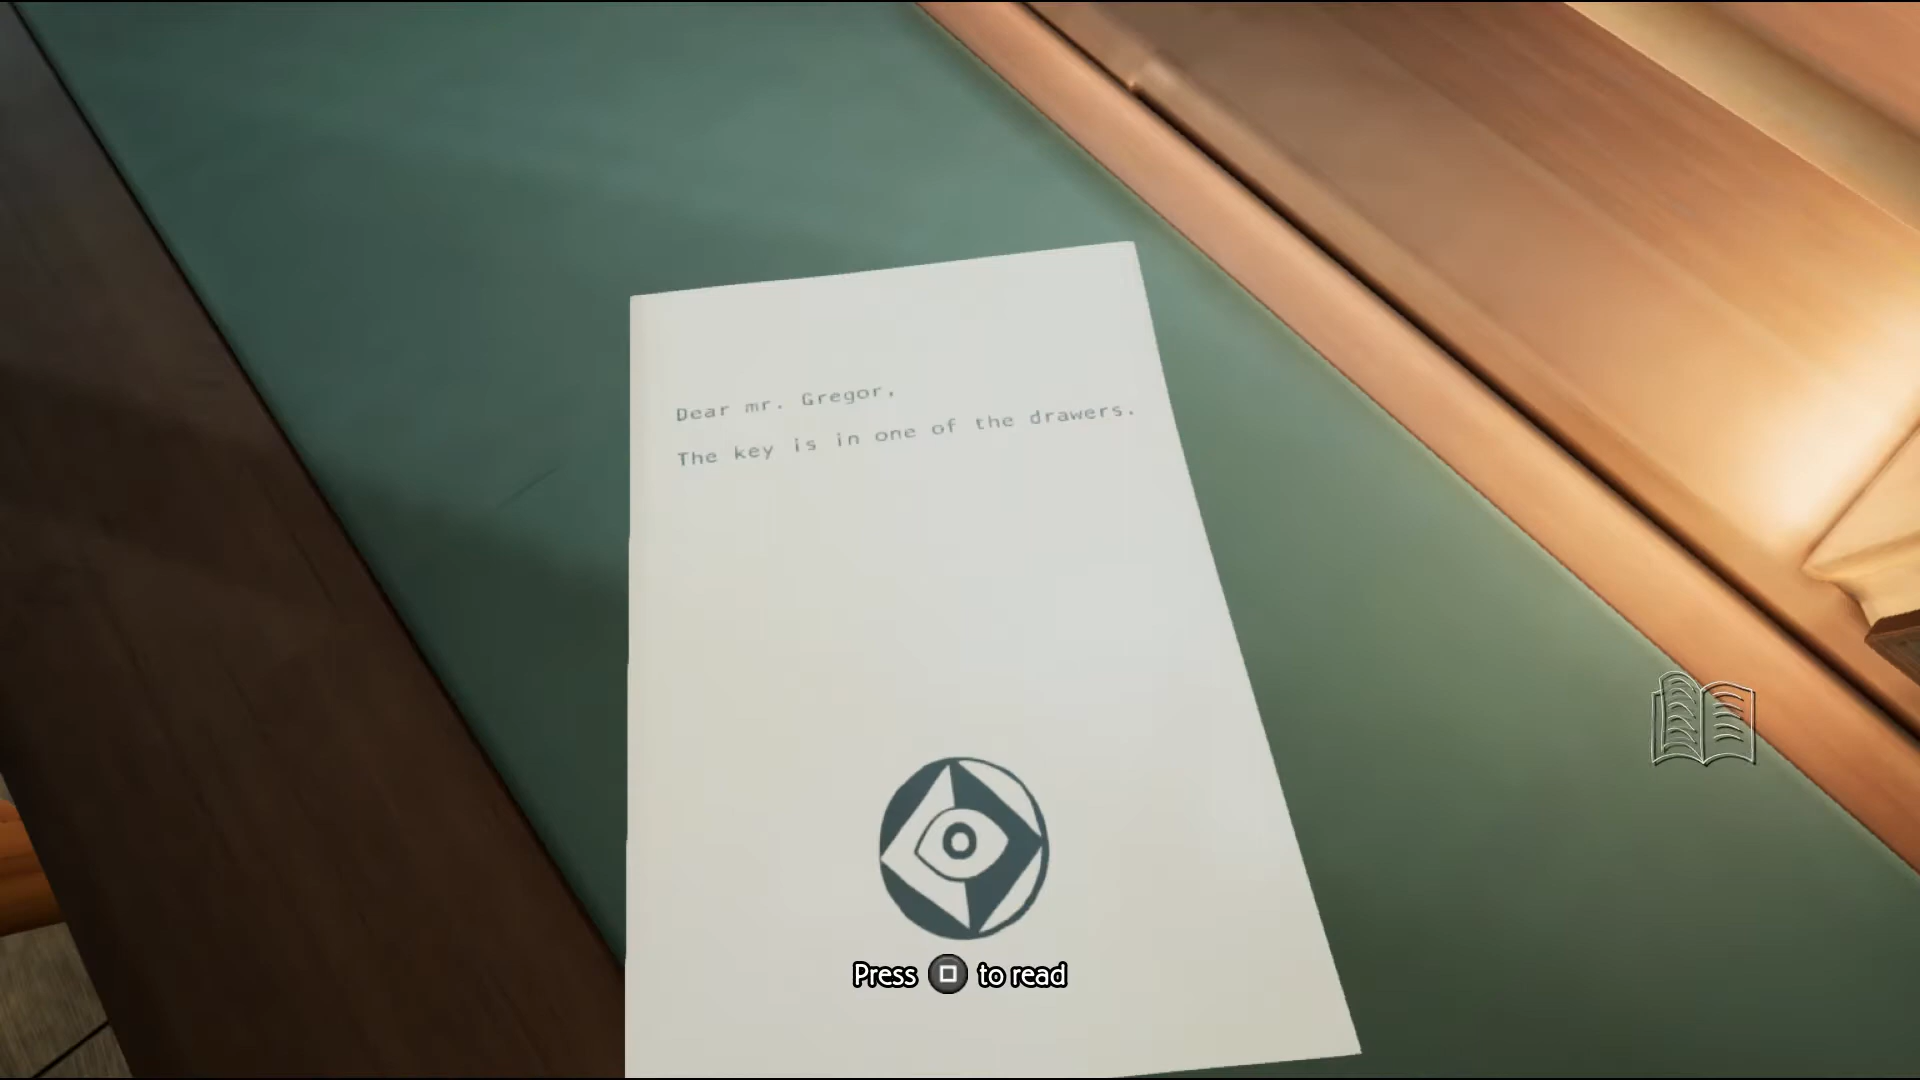 Dear mr. Gregor,
The key is in one of the drawers.
Press to read